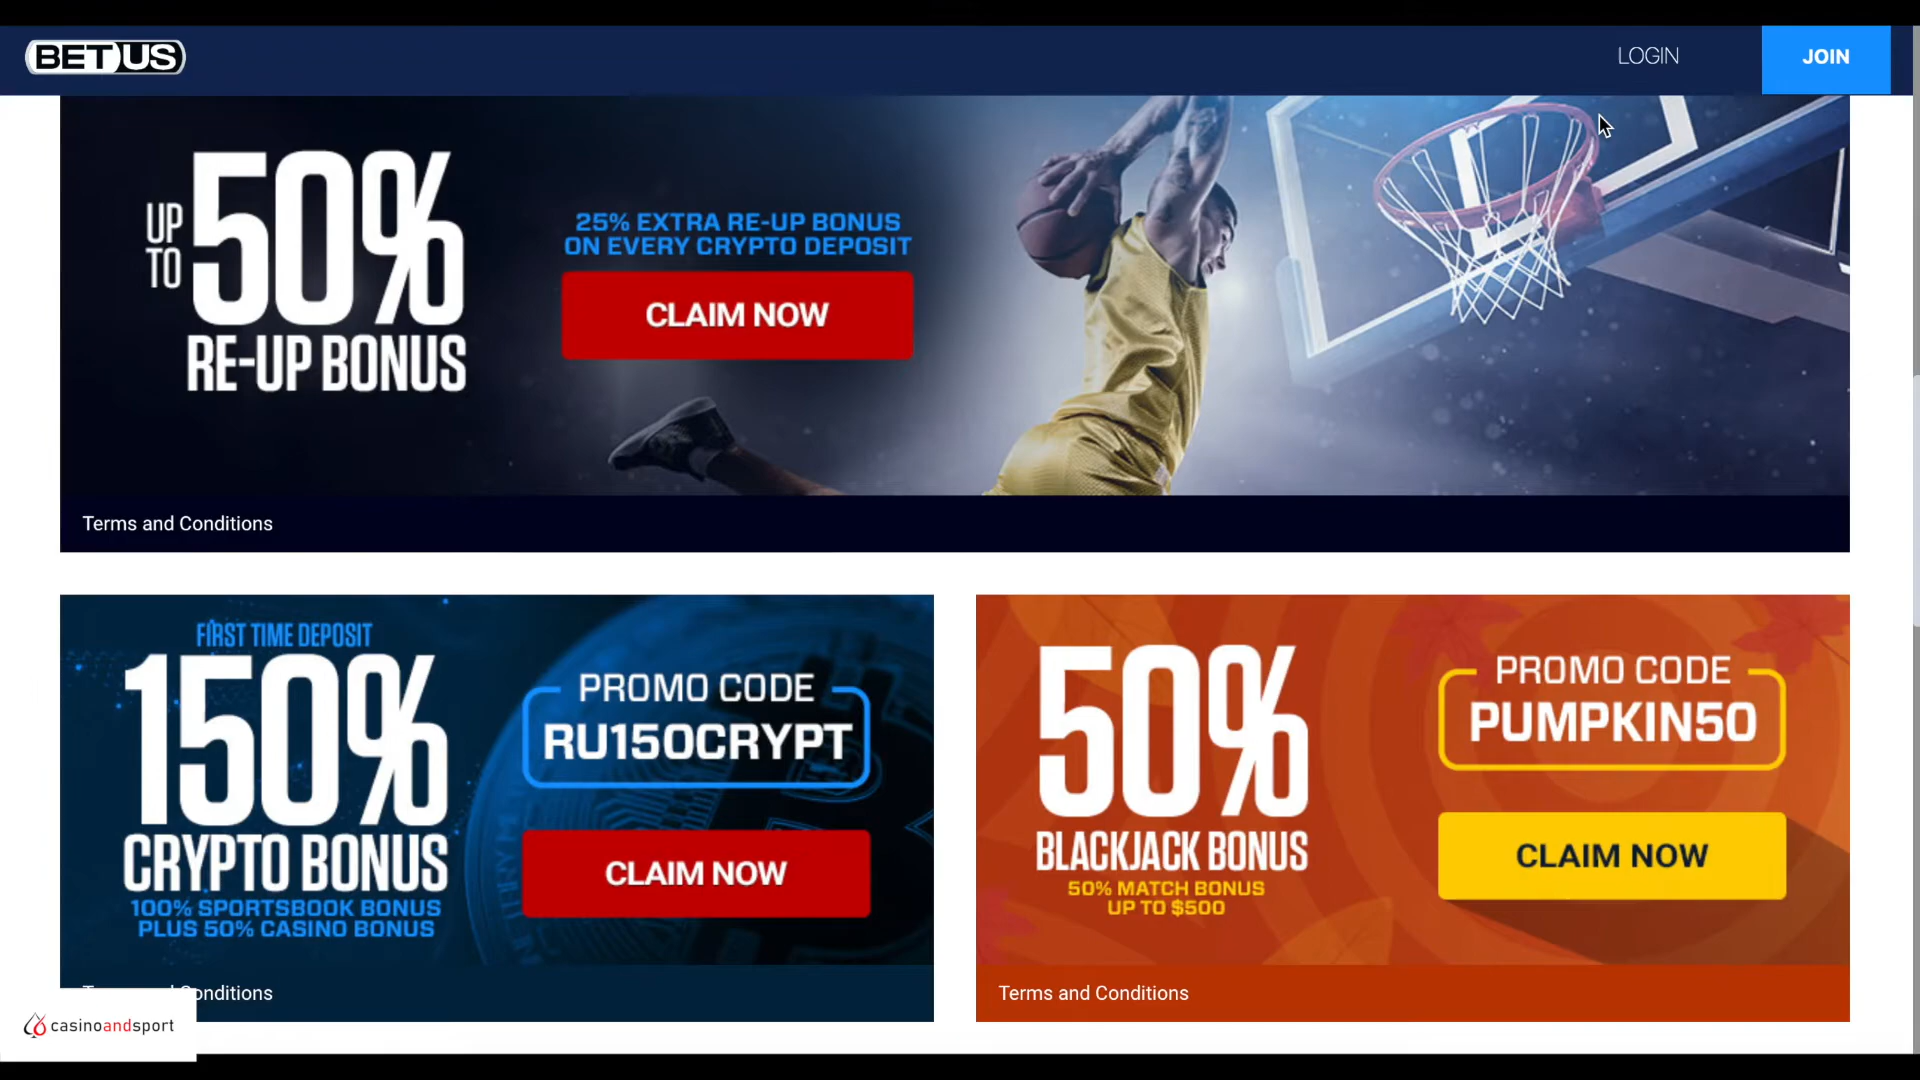 BETUS
LOGIN
JOIN
UP TO
50%
RE-UP BONUS
25% EXTRA RE-UP BONUS
ON EVERY CRYPTO DEPOSIT
CLAIM NOW
Terms and Conditions
FIRST TIME DEPOSIT
150%
CRYPTO BONUS
100% SPORTSBOOK BONUS
PLUS 50% CASINO BONUS
PROMO CODE
RU150CRYPT
CLAIM NOW
onditions
50%
BLACKJACK BONUS
50% MATCH BONUS
UP TO $500
PROMO CODE
PUMPKIN50
CLAIM NOW
Terms and Conditions
casinoandsport